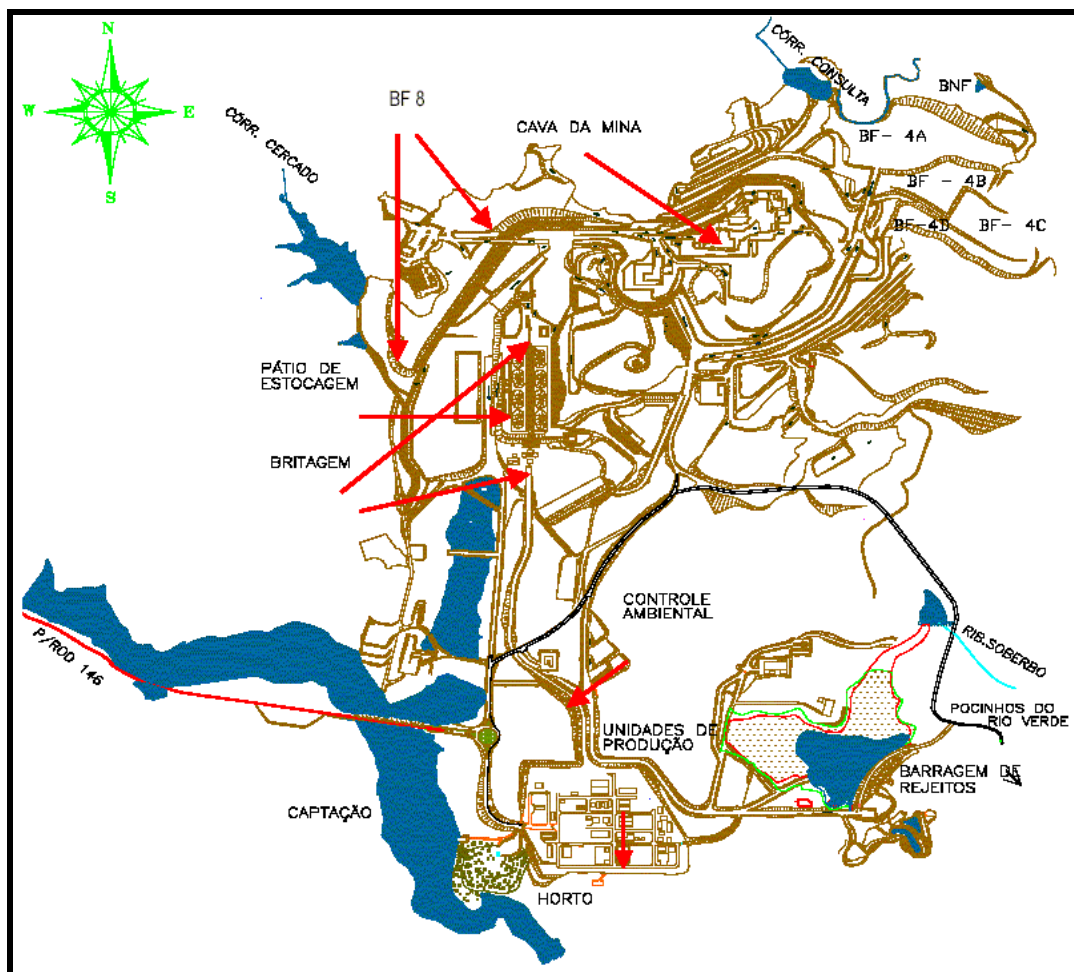 N
W
E
S
CÓRR. CONSULTA
BNF
BF 8
CAVA DA MINA
BF- 4A
CÓRR. CERCADO
BF - 4B
BF-4D
BF- 4C
PÁTIO DE
ESTOCAGEM
BRITAGEM
CONTROLE
AMBIENTAL
RIB.SOBERBO
P/ROD 146
POCINHOS DO
RIO VERDE
UNIDADES DE
PRODUÇÃO
BARRAGEM DE
REJEITOS
CAPTAÇÃO
HORTO